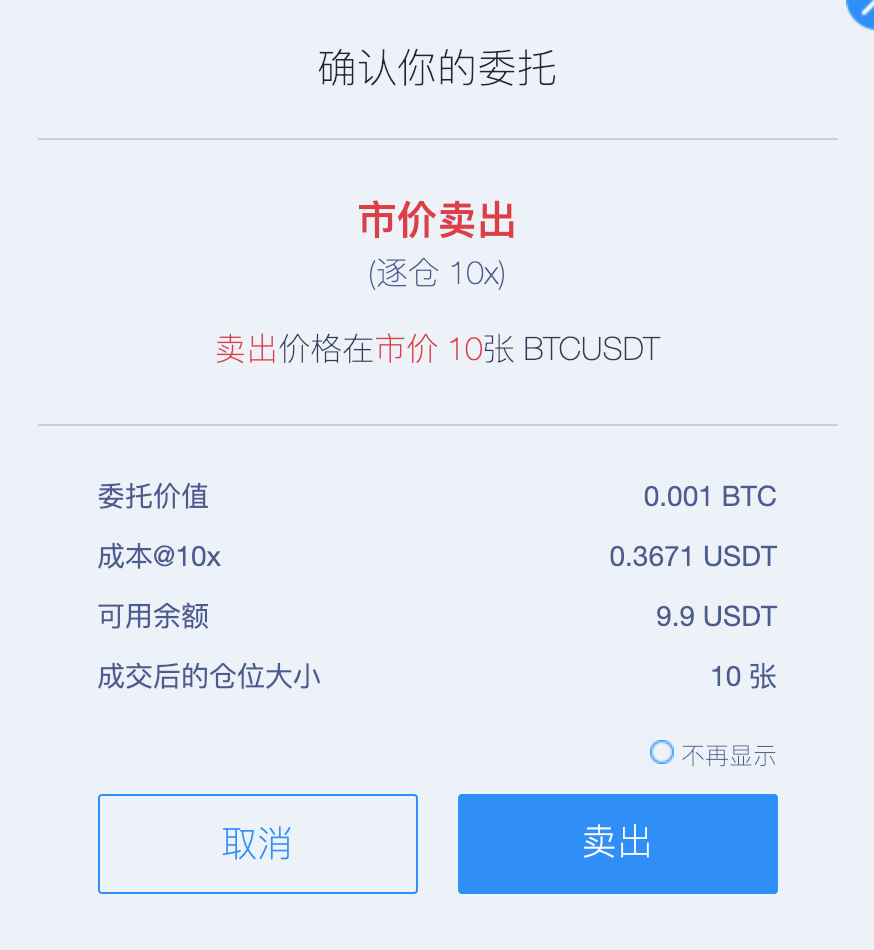 确认你的委托
市价卖出
(逐仓 10x)
卖出价格在市价 10张 BTCUSDT
委托价值 0.001 BTC
成本@10x 0.3671 USDT
可用余额 9.9 USDT
成交后的仓位大小 10 张
不再显示
取消 卖出